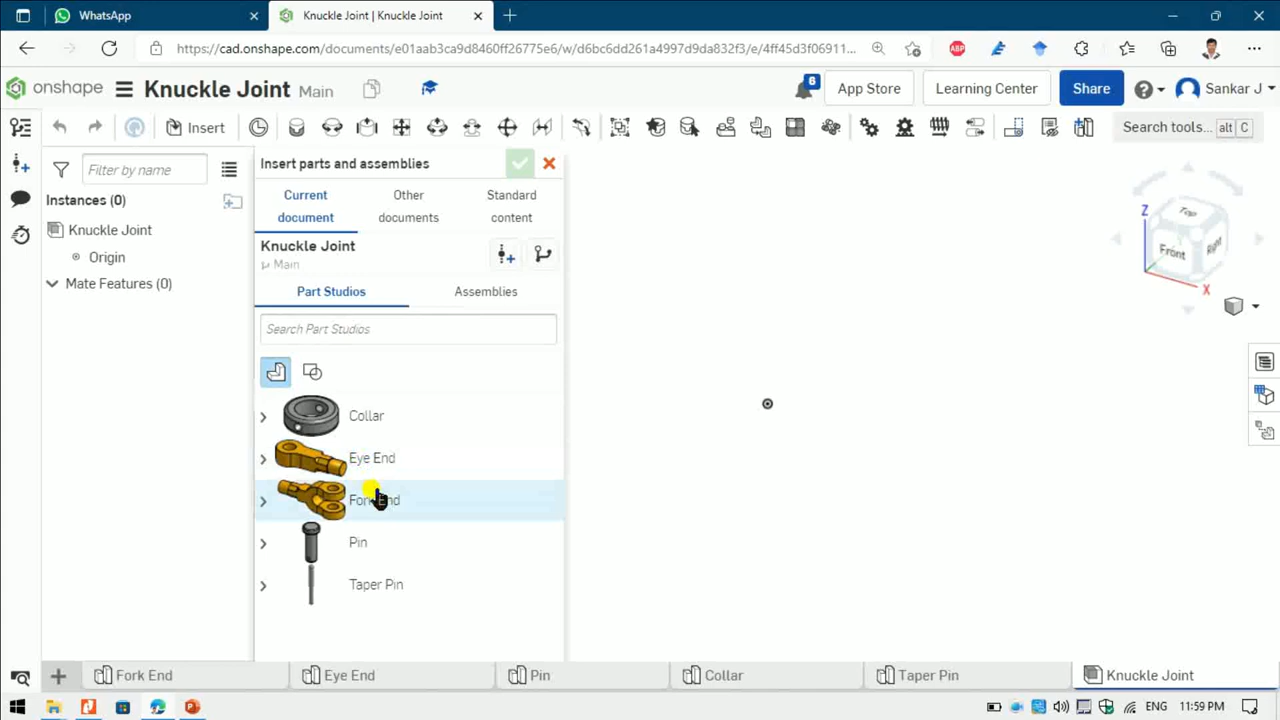 WhatsApp
Knuckle Joint | Knuckle Joint
https://cad.onshape.com/documents/e01aab3ca9d8460ff26775e6/w/d6bc6dd261a4997d9da832f3/e/4ff45d3f06911...
ABP
onshape
Knuckle Joint Main
6
App Store
Learning Center
Share
Sankar J
Insert
Search tools... alt C
Filter by name
Instances (0)
Knuckle Joint
Origin
Mate Features (0)
Insert parts and assemblies
Current document
Other documents
Standard content
Knuckle Joint
Main
Part Studios
Assemblies
Search Part Studios
Collar
Eye End
Fork End
Pin
Taper Pin
Z
Top
Front
Right
X
Fork End
Eye End
Pin
Collar
Taper Pin
Knuckle Joint
ENG
11:59 PM